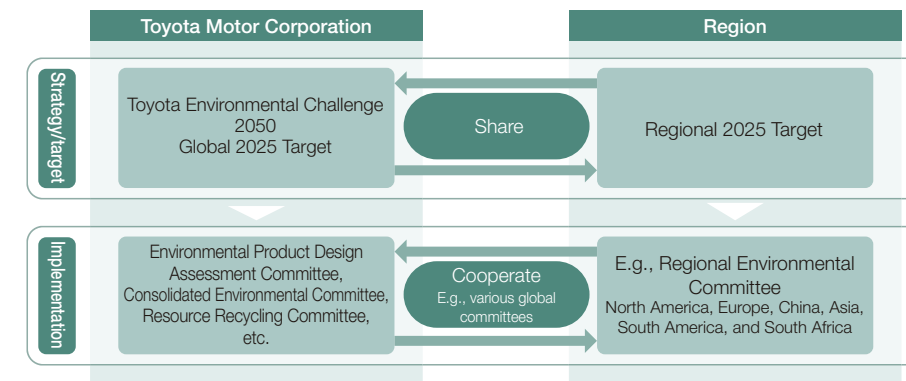 Toyota Motor Corporation
Region
Strategy/target
Toyota Environmental Challenge
2050
Global 2025 Target
Share
Regional 2025 Target
Implementation
Environmental Product Design
Assessment Committee,
Consolidated Environmental Committee,
Resource Recycling Committee,
etc.
Cooperate
E.g., various global
committees
E.g., Regional Environmental
Committee
North America, Europe, China, Asia,
South America, and South Africa